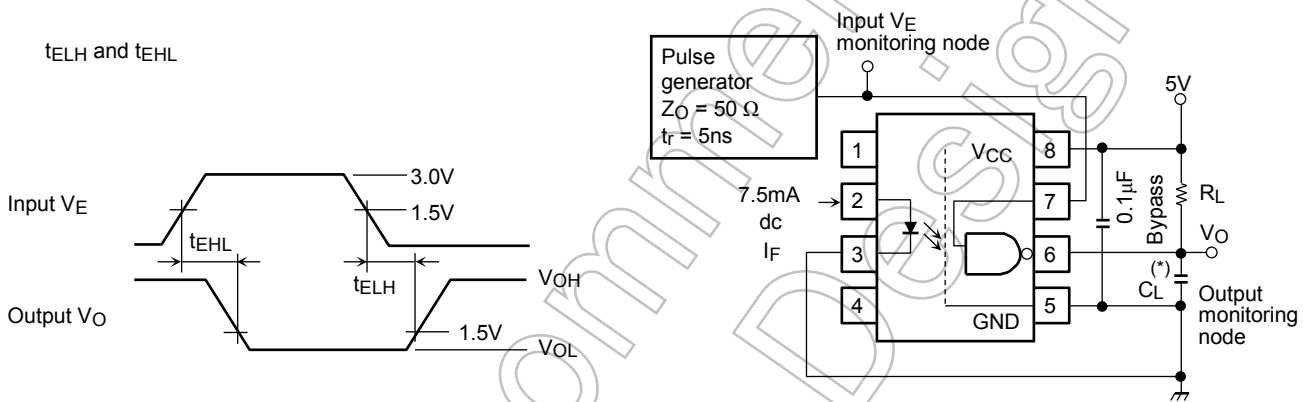 tELH and tEHL
Input VE
3.0V
1.5V
tEHL
tELH
Output VO
VOH
1.5V
VOL
Pulse
generator
ZO = 50 Ω
tr = 5ns
Input VE
monitoring node
5V
1
2
3
4
VCC
GND
8
7
6
5
7.5mA
dc
IF
0.1μF
Bypass
RL
VO
(*)
CL
Output
monitoring
node